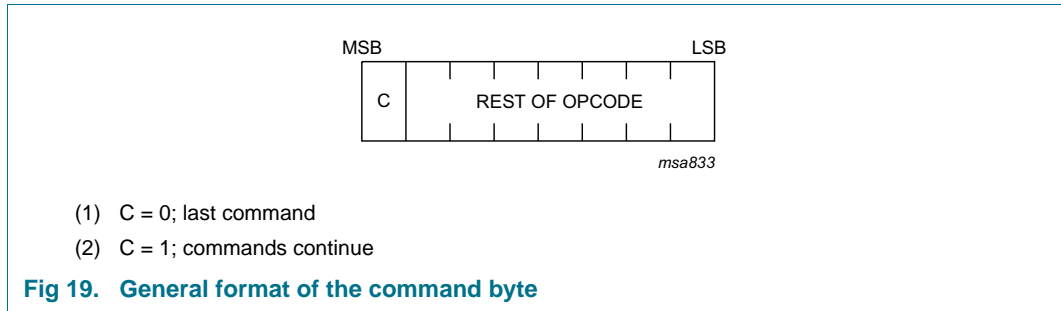 MSB LSB
C REST OF OPCODE
msa833
(1) C = 0; last command
(2) C = 1; commands continue
Fig 19. General format of the command byte